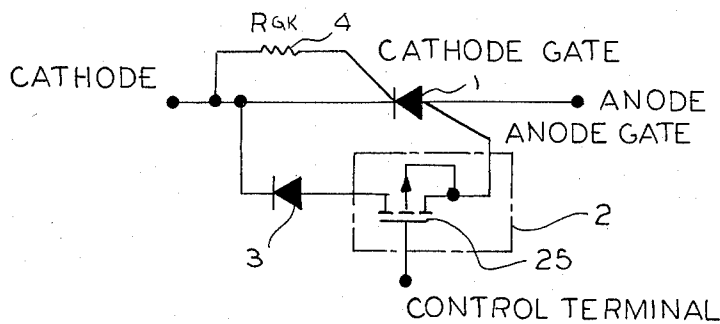 RGK 4
CATHODE GATE
CATHODE
1
ANODE
ANODE GATE
2
3
25
CONTROL TERMINAL